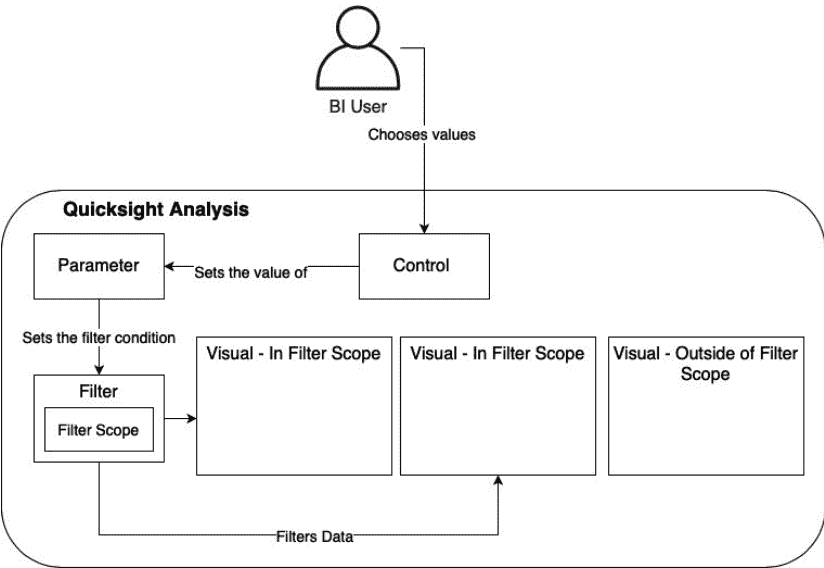 BI User
Chooses values
Quicksight Analysis
Parameter
Sets the value of
Control
Sets the filter condition
Filter
Filter Scope
Visual - In Filter Scope
Visual - In Filter Scope
Visual - Outside of Filter
Scope
Filters Data